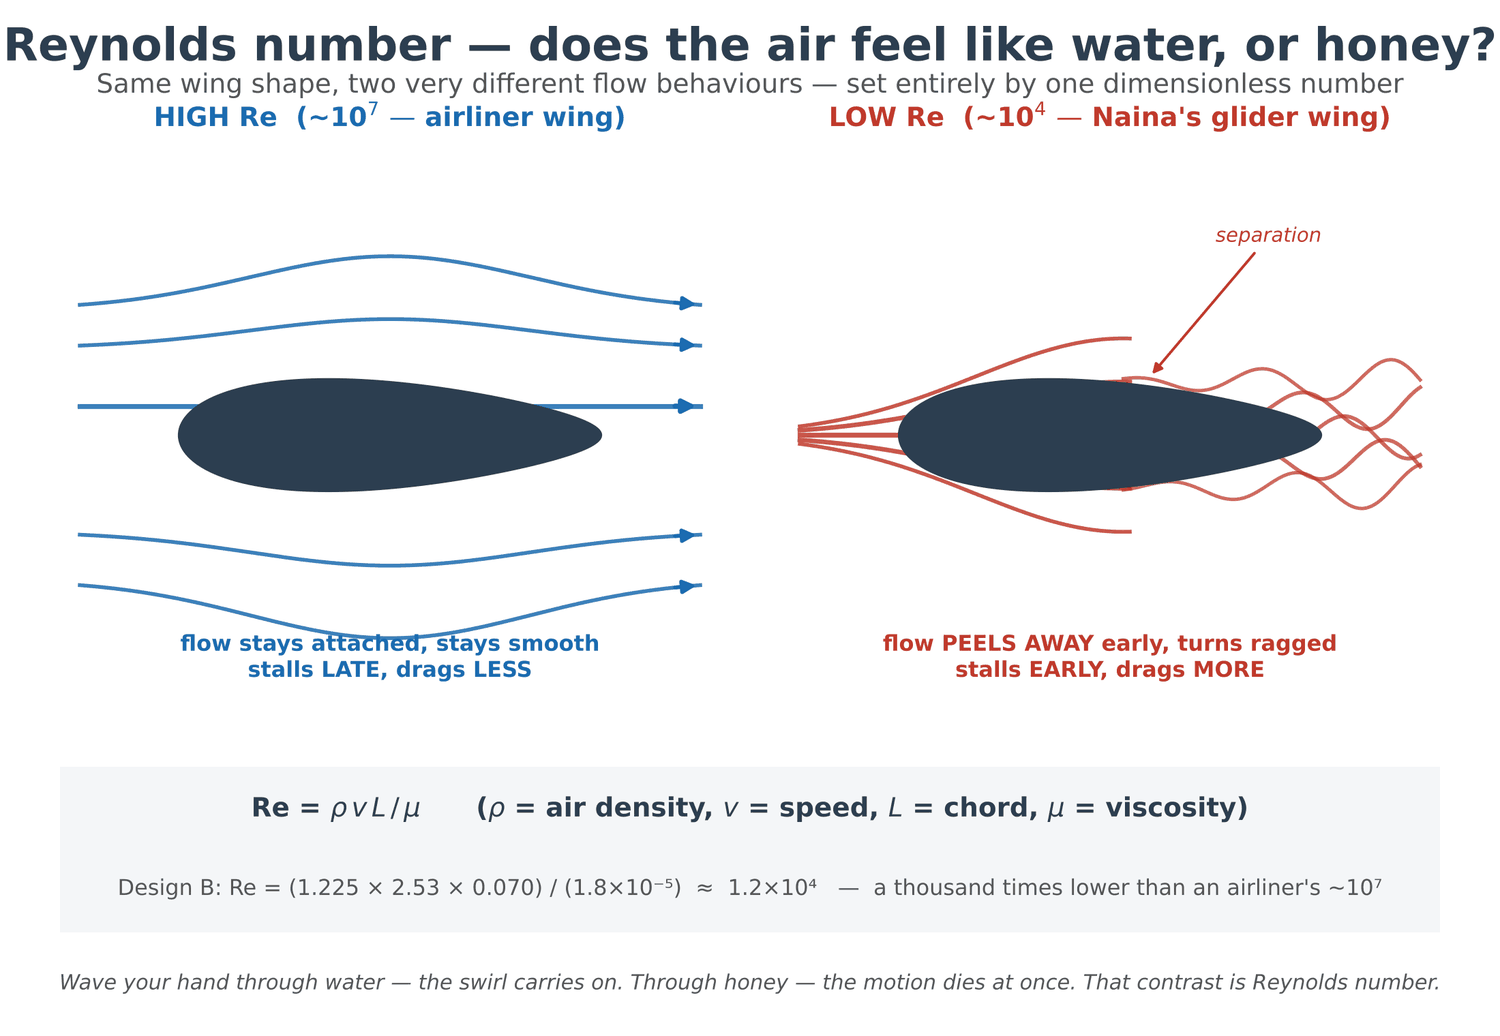 Reynolds number — does the air feel like water, or honey?
Same wing shape, two very different flow behaviours — set entirely by one dimensionless number
HIGH Re (~10⁷ — airliner wing)
LOW Re (~10⁴ — Naina's glider wing)
separation
flow stays attached, stays smooth
stalls LATE, drags LESS
flow PEELS AWAY early, turns ragged
stalls EARLY, drags MORE
Re = ρ v L / μ (ρ = air density, v = speed, L = chord, μ = viscosity)
Design B: Re = (1.225 × 2.53 × 0.070) / (1.8×10⁻⁵) ≈ 1.2×10⁴ — a thousand times lower than an airliner's ~10⁷
Wave your hand through water — the swirl carries on. Through honey — the motion dies at once. That contrast is Reynolds number.